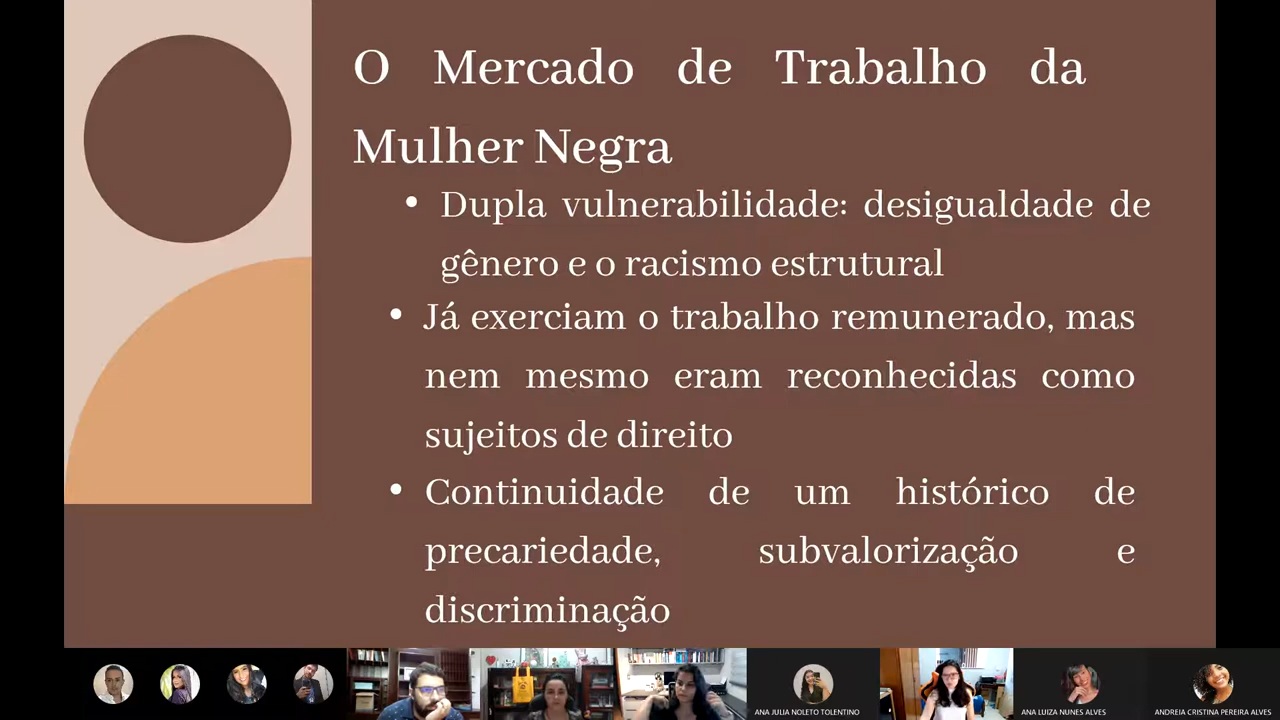 O Mercado de Trabalho da
Mulher Negra
• Dupla vulnerabilidade: desigualdade de
gênero e o racismo estrutural
• Já exerciam o trabalho remunerado, mas
nem mesmo eram reconhecidas como
sujeitos de direito
• Continuidade de um histórico de
precariedade, subvalorização e
discriminação
ANA JULIA NOLETO TOLENTINO
ANA LUIZA NUNES ALVES
ANDREIA CRISTINA PEREIRA ALVES